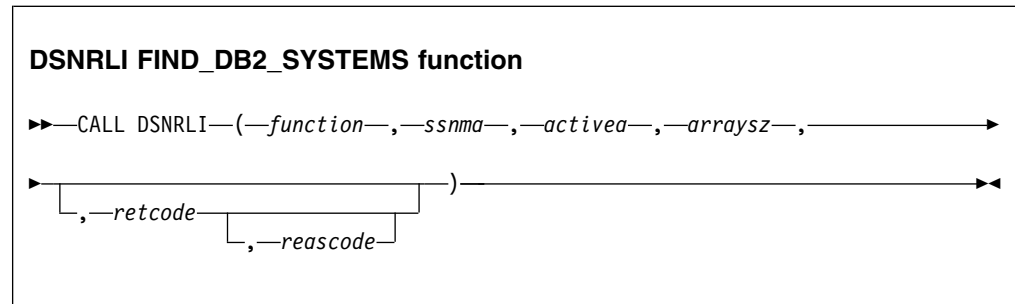 DSNRLI FIND_DB2_SYSTEMS function
CALL DSNRLI ( function , ssnma , activea , arraysz ,
)
, retcode
, reascode